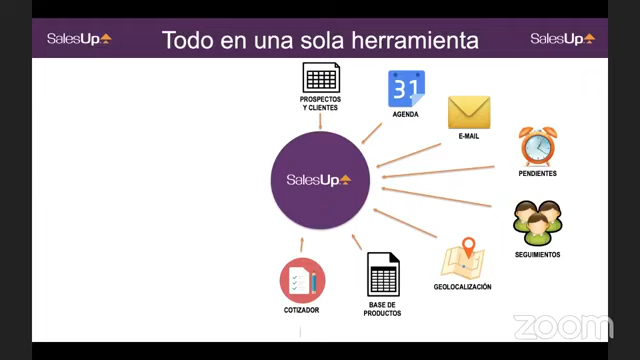 SalesUp
Todo en una sola herramienta
SalesUp
PROSPECTOS
Y CLIENTES
31
AGENDA
E-MAIL
PENDIENTES
SalesUp
SEGUIMIENTOS
GEOLOCALIZACIÓN
BASE DE
PRODUCTOS
COTIZADOR
zoom